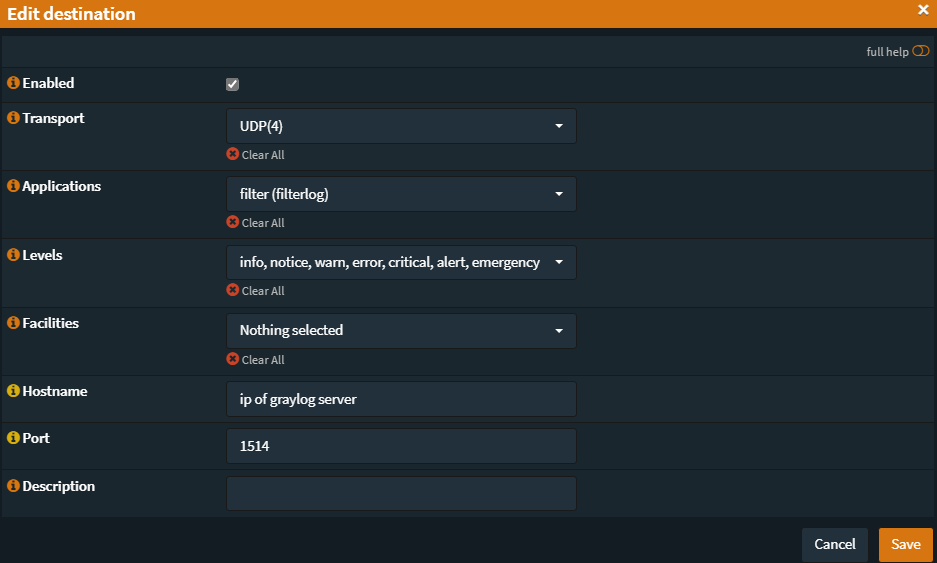 Edit destination
full help
Enabled
Transport
UDP(4)
Clear All
Applications
filter (filterlog)
Clear All
Levels
info, notice, warn, error, critical, alert, emergency
Clear All
Facilities
Nothing selected
Clear All
Hostname
ip of graylog server
Port
1514
Description
Cancel
Save